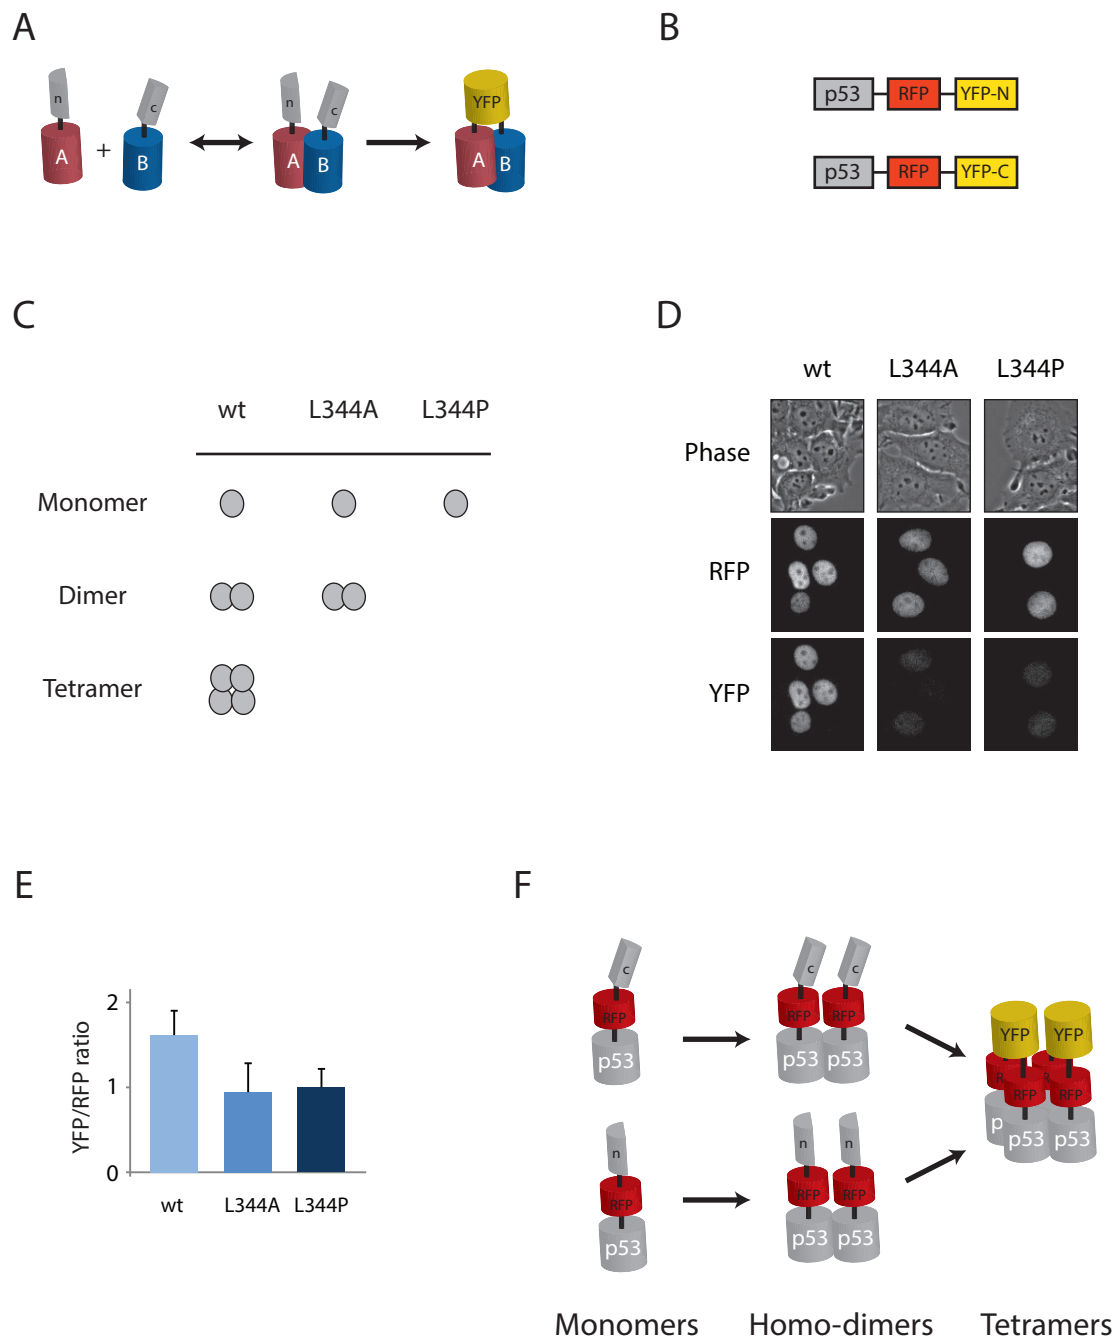 A
B
n
c
A
+
B
n
c
A
B
YFP
A
B
p53
RFP
YFP-N
p53
RFP
YFP-C
C
D
wt
L344A
L344P
Monomer
Dimer
Tetramer
wt
L344A
L344P
Phase
RFP
YFP
E
F
YFP/RFP ratio
2
1
0
wt
L344A
L344P
c
RFP
p53
c
c
RFP
RFP
p53
p53
n
RFP
p53
n
n
RFP
RFP
p53
p53
YFP
YFP
R
R
RFP
RFP
p
p53
p53
Monomers
Homo-dimers
Tetramers